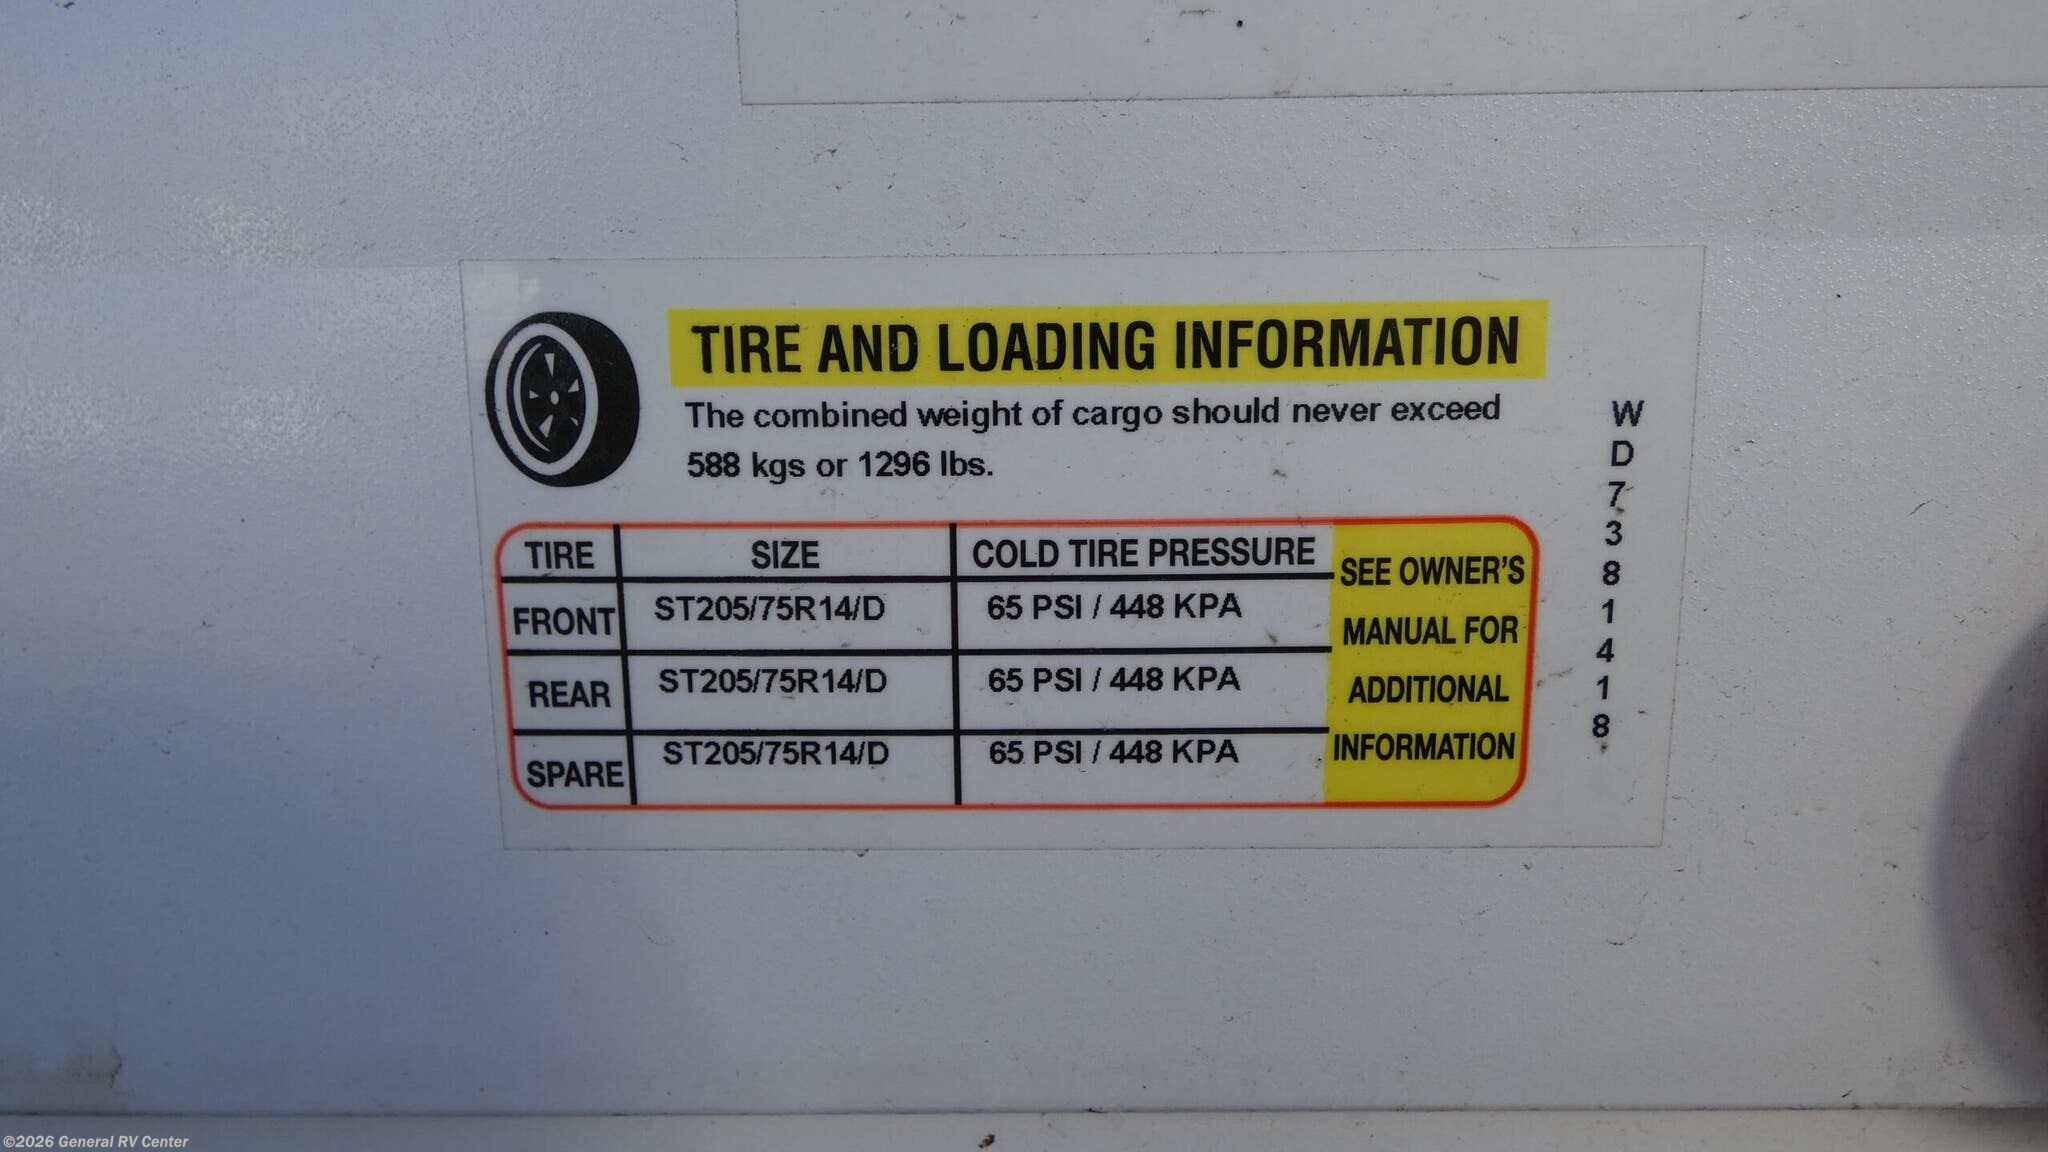 TIRE AND LOADING INFORMATION
The combined weight of cargo should never exceed
588 kgs or 1296 lbs.
TIRE SIZE COLD TIRE PRESSURE
FRONT ST205/75R14/D 65 PSI / 448 KPA
REAR ST205/75R14/D 65 PSI / 448 KPA
SPARE ST205/75R14/D 65 PSI / 448 KPA
SEE OWNER'S
MANUAL FOR
ADDITIONAL
INFORMATION
W
D
7
3
8
1
4
1
8
©2026 General RV Center